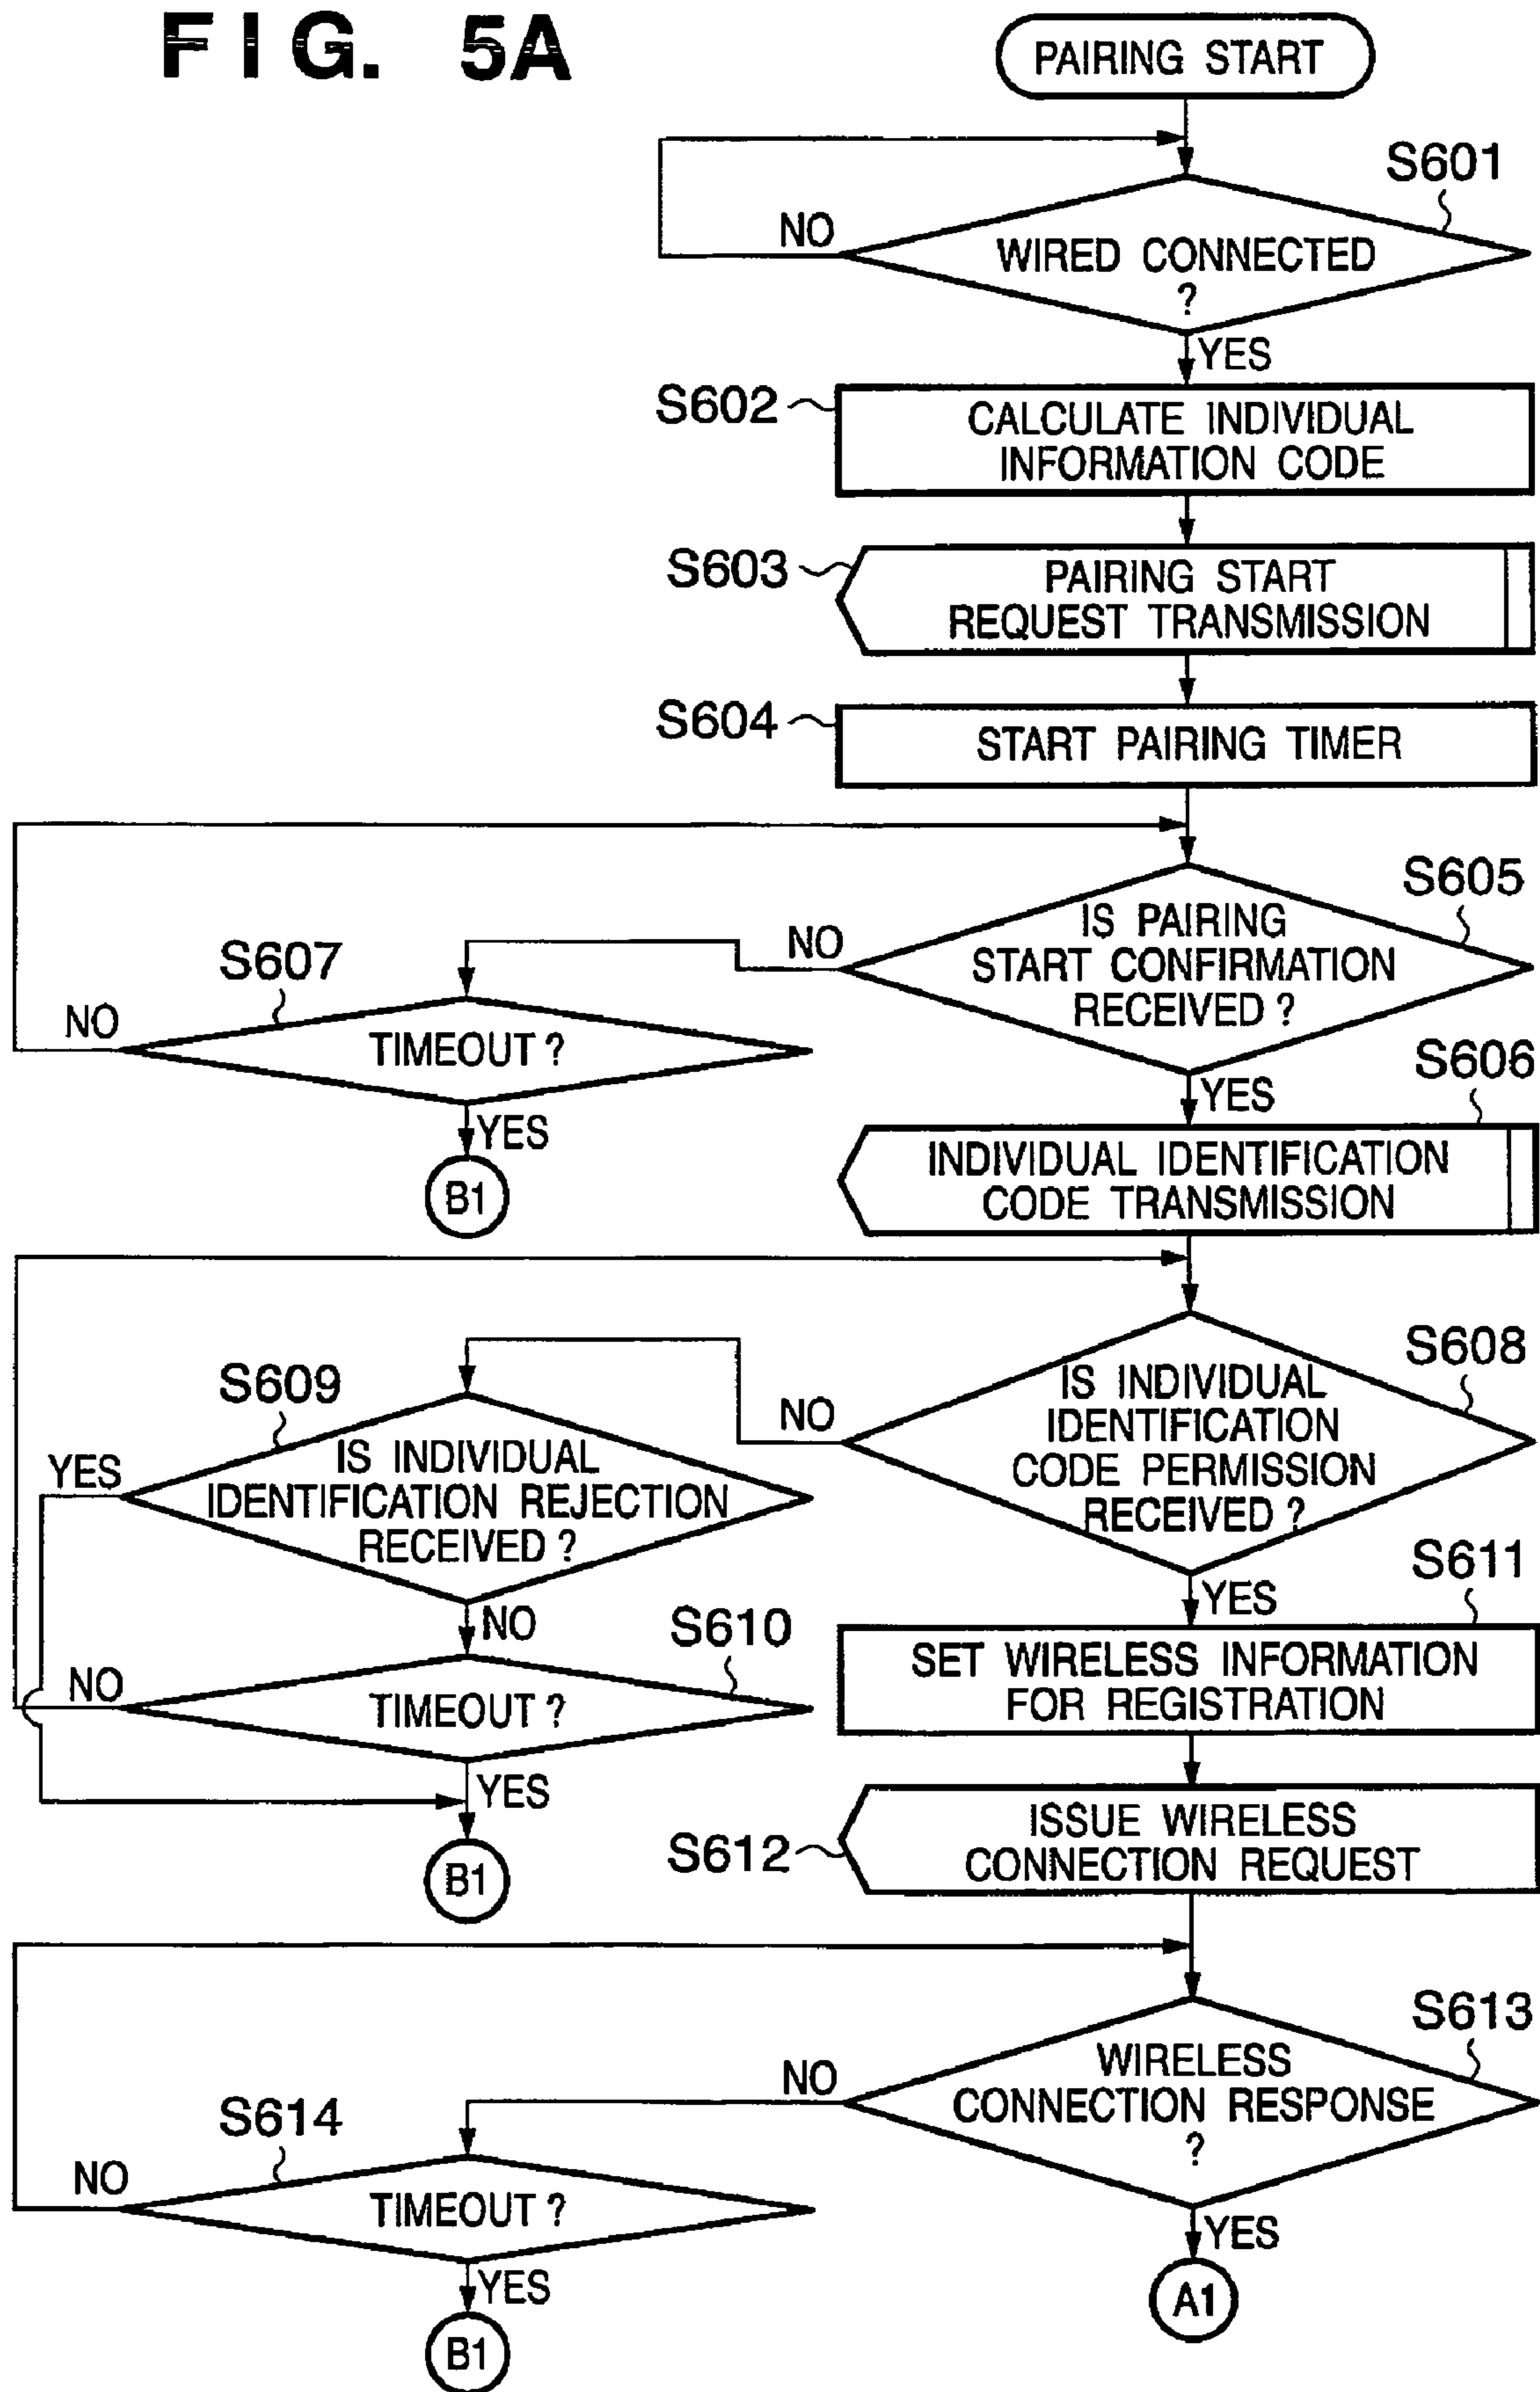 FIG. 5A
PAIRING START
S601
NO
WIRED CONNECTED
?
YES
S602
CALCULATE INDIVIDUAL
INFORMATION CODE
S603
PAIRING START
REQUEST TRANSMISSION
S604
START PAIRING TIMER
S605
IS PAIRING
START CONFIRMATION
RECEIVED ?
NO
S607
NO
TIMEOUT ?
YES
B1
YES
S606
INDIVIDUAL IDENTIFICATION
CODE TRANSMISSION
S608
IS INDIVIDUAL
IDENTIFICATION
CODE PERMISSION
RECEIVED ?
NO
S609
YES
IS INDIVIDUAL
IDENTIFICATION REJECTION
RECEIVED ?
NO
S610
NO
TIMEOUT ?
YES
B1
YES
S611
SET WIRELESS INFORMATION
FOR REGISTRATION
S612
ISSUE WIRELESS
CONNECTION REQUEST
S613
WIRELESS
CONNECTION RESPONSE
?
NO
S614
NO
TIMEOUT ?
YES
B1
YES
A1